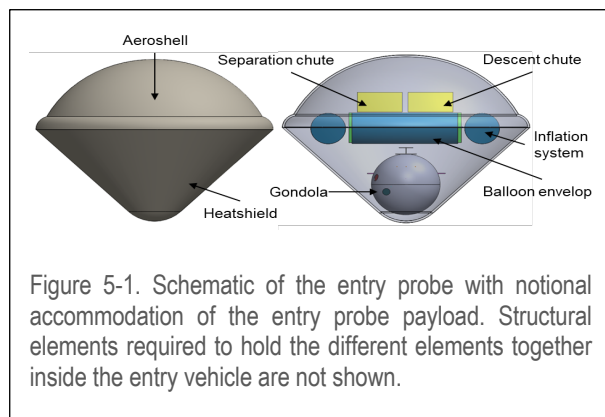 Aeroshell
Separation chute
Descent chute
Inflation
system
Balloon envelop
Gondola
Heatshield
Figure 5-1. Schematic of the entry probe with notional
accommodation of the entry probe payload. Structural
elements required to hold the different elements together
inside the entry vehicle are not shown.